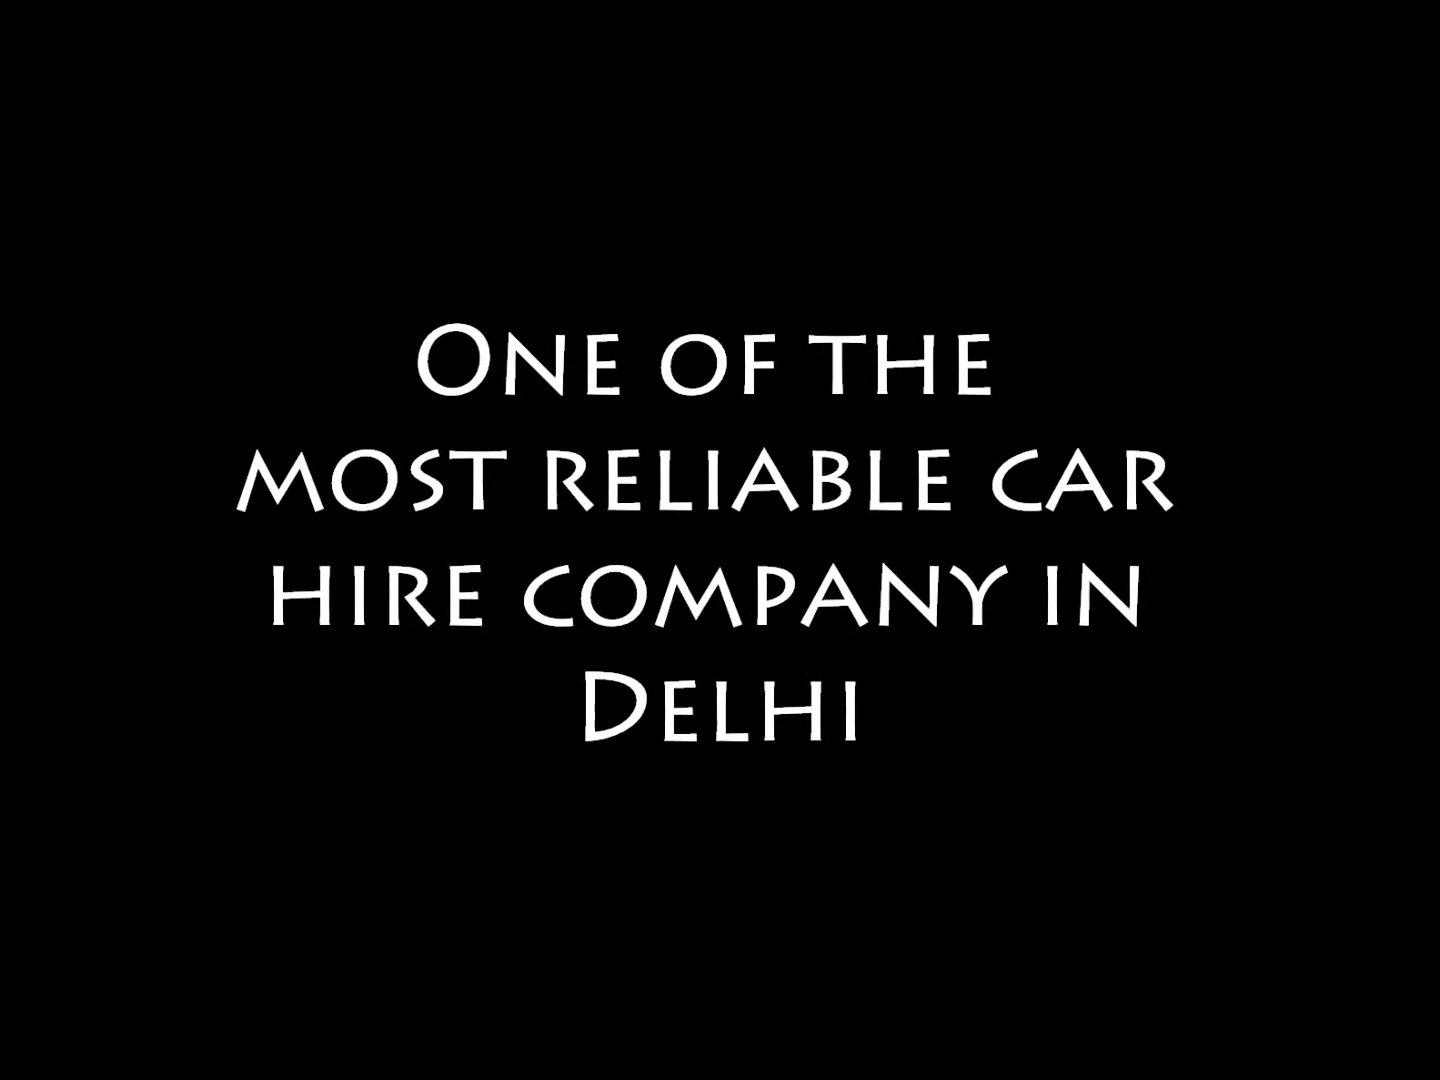 One of the
most reliable car
hire company in
Delhi